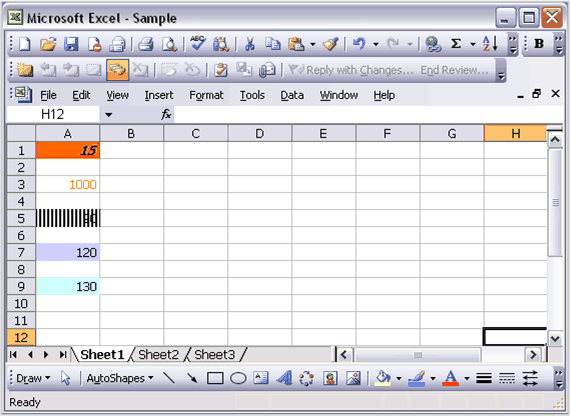 Microsoft Excel - Sample
Σ A Z B
Reply with Changes... End Review...
File Edit View Insert Format Tools Data Window Help
H12 fx
A B C D E F G H
1 15
2
3 1000
4
5
6
7 120
8
9 130
10
11
12
Sheet1 Sheet2 Sheet3
Draw AutoShapes A A
Ready